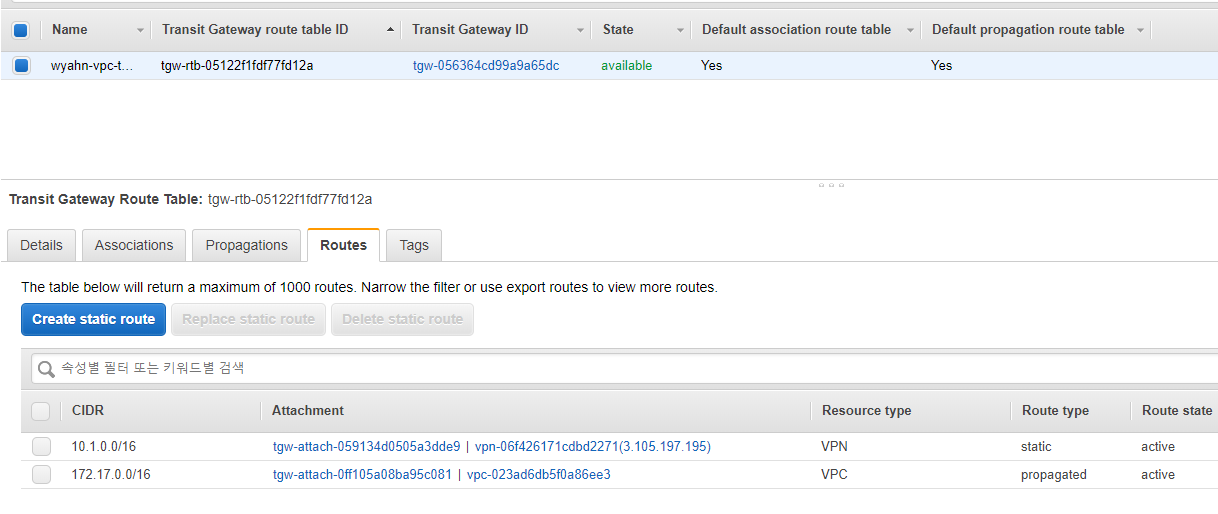 Name Transit Gateway route table ID Transit Gateway ID State Default association route table Default propagation route table
wyahn-vpc-t... tgw-rtb-05122f1fdf77fd12a tgw-056364cd99a9a65dc available Yes Yes
Transit Gateway Route Table: tgw-rtb-05122f1fdf77fd12a
Details Associations Propagations Routes Tags
The table below will return a maximum of 1000 routes. Narrow the filter or use export routes to view more routes.
Create static route Replace static route Delete static route
속성별 필터 또는 키워드별 검색
CIDR Attachment Resource type Route type Route state
10.1.0.0/16 tgw-attach-059134d0505a3dde9 | vpn-06f426171cdbd2271(3.105.197.195) VPN static active
172.17.0.0/16 tgw-attach-0ff105a08ba95c081 | vpc-023ad6db5f0a86ee3 VPC propagated active